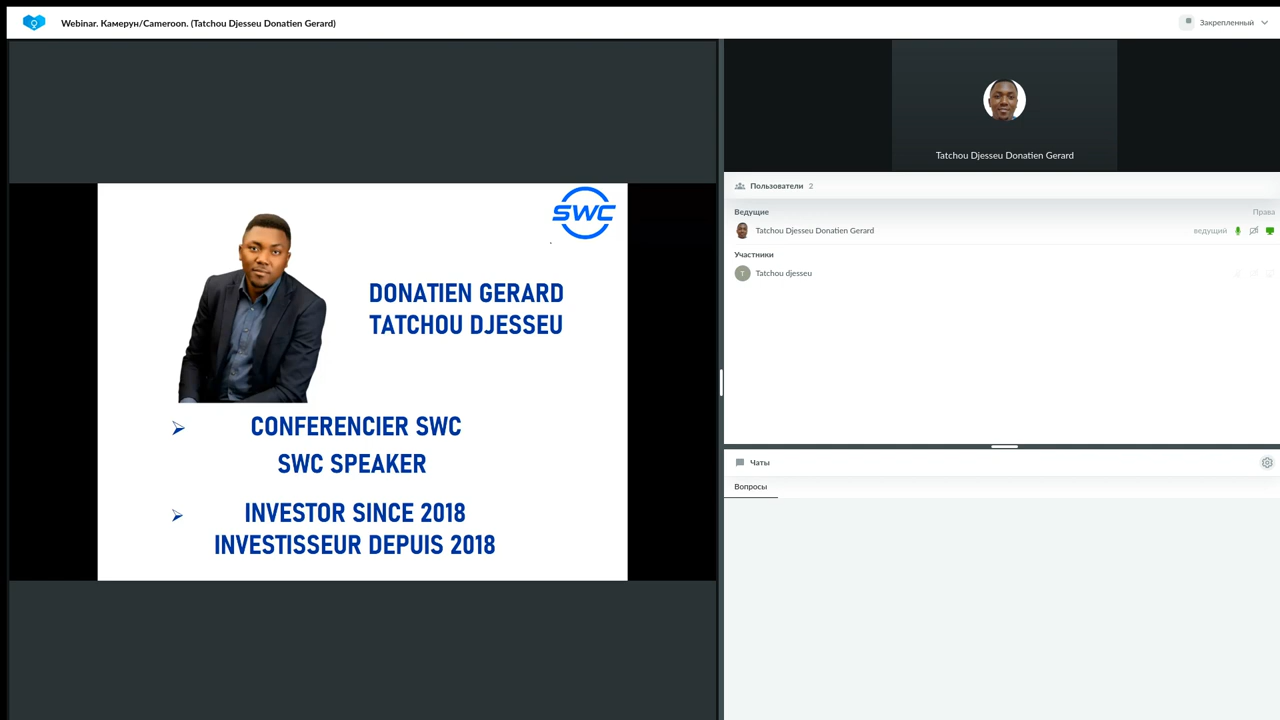 Webinar. Камерун/Cameroon. (Tatchou Djesseu Donatien Gerard)
Закрепленный
SWC
DONATIEN GERARD
TATCHOU DJESSEU
CONFERENCIER SWC
SWC SPEAKER
INVESTOR SINCE 2018
INVESTISSEUR DEPUIS 2018
Tatchou Djesseu Donatien Gerard
Пользователи 2
Ведущие Права
Tatchou Djesseu Donatien Gerard ведущий
Участники
T Tatchou djesseu
Чаты
Вопросы